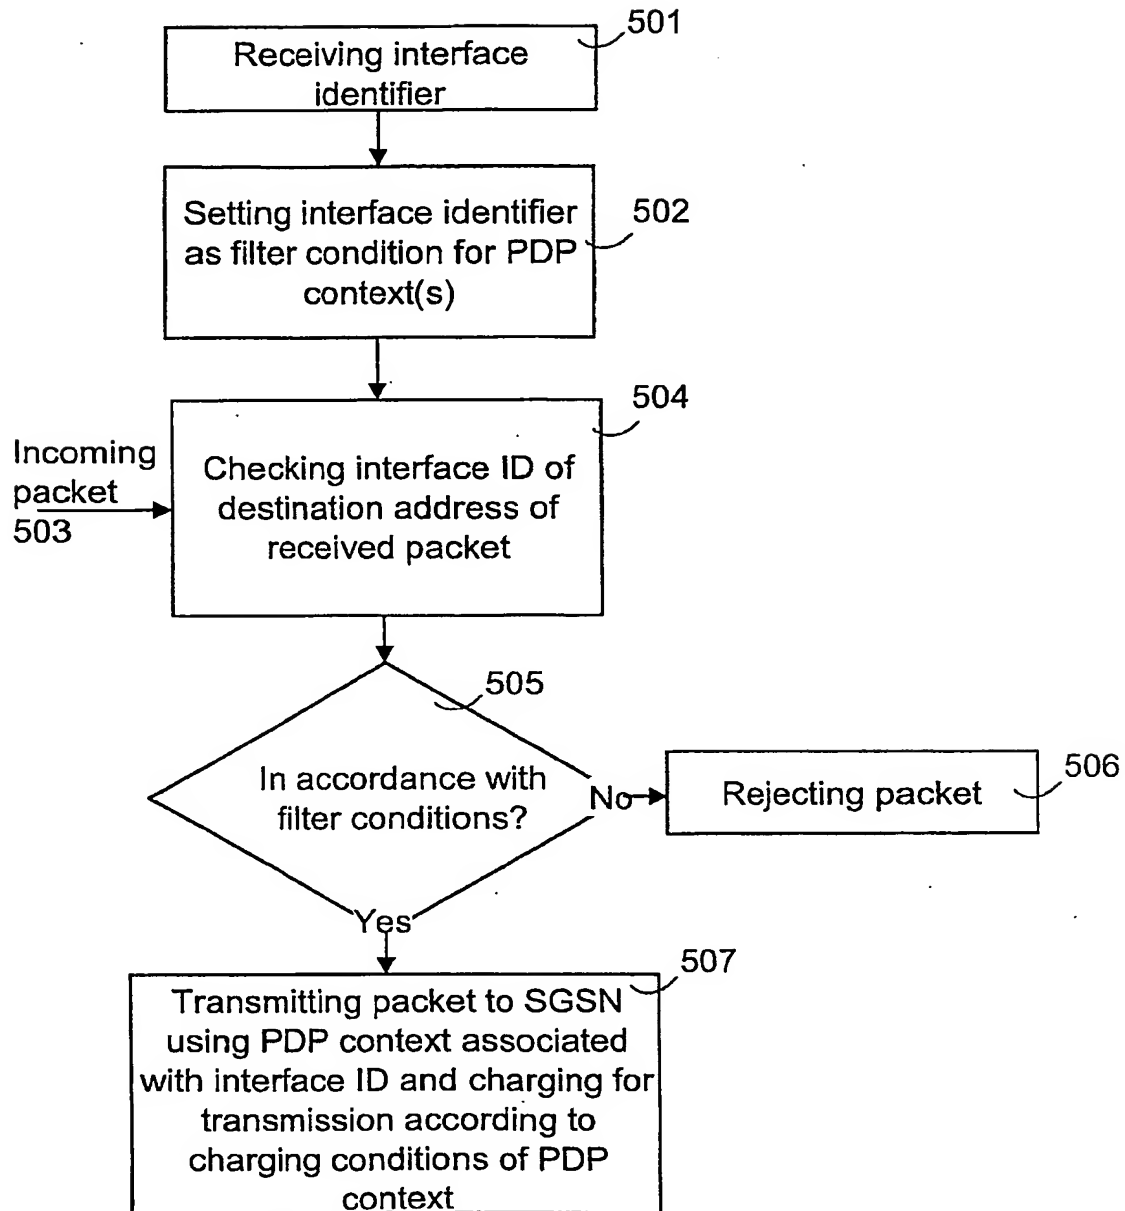 501
Receiving interface
identifier
Setting interface identifier
as filter condition for PDP
context(s)
502
504
Incoming
packet
503
Checking interface ID of
destination address of
received packet
505
In accordance with
filter conditions?
No
Rejecting packet
506
Yes
507
Transmitting packet to SGSN
using PDP context associated
with interface ID and charging for
transmission according to
charging conditions of PDP
context